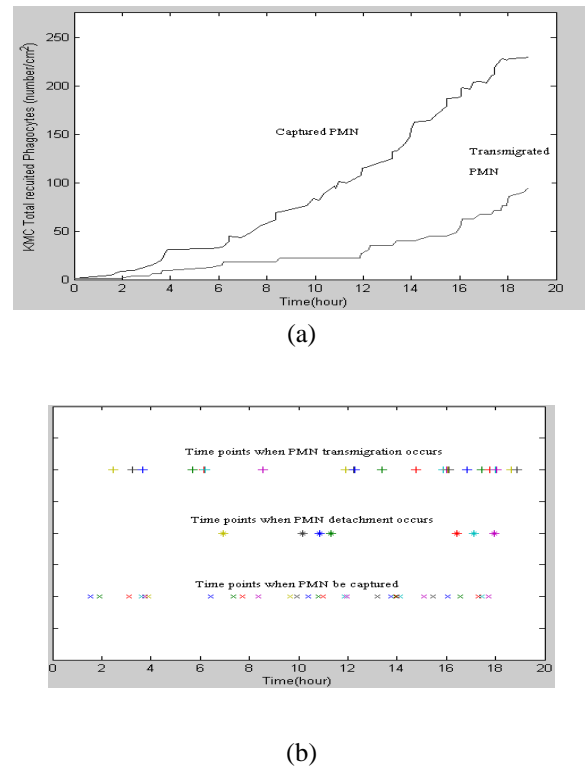 250
200
150
100
50
0
KMC Total recuited Phagocytes (number/cm²)
Captured PMN
Transmigrated
PMN
0 2 4 6 8 10 12 14 16 18 20
Time(hour)
(a)
Time points when PMN transmigration occurs
Time points when PMN detachment occurs
Time points when PMN be captured
0 2 4 6 8 10 12 14 16 18 20
Time(hour)
(b)